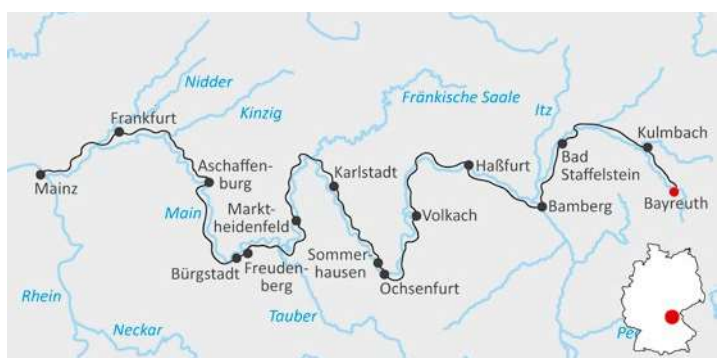 Nidder
Frankfurt
Kinzig
Fränkische Saale
Itz
Mainz
Aschaffen-
burg
Karlstadt
Haßfurt
Bad
Staffelstein
Kulmbach
Main
Markt-
heidenfeld
Volkach
Bamberg
Bayreuth
Bürgstadt
Freuden-
berg
Sommer-
hausen
Ochsenfurt
Rhein
Neckar
Tauber